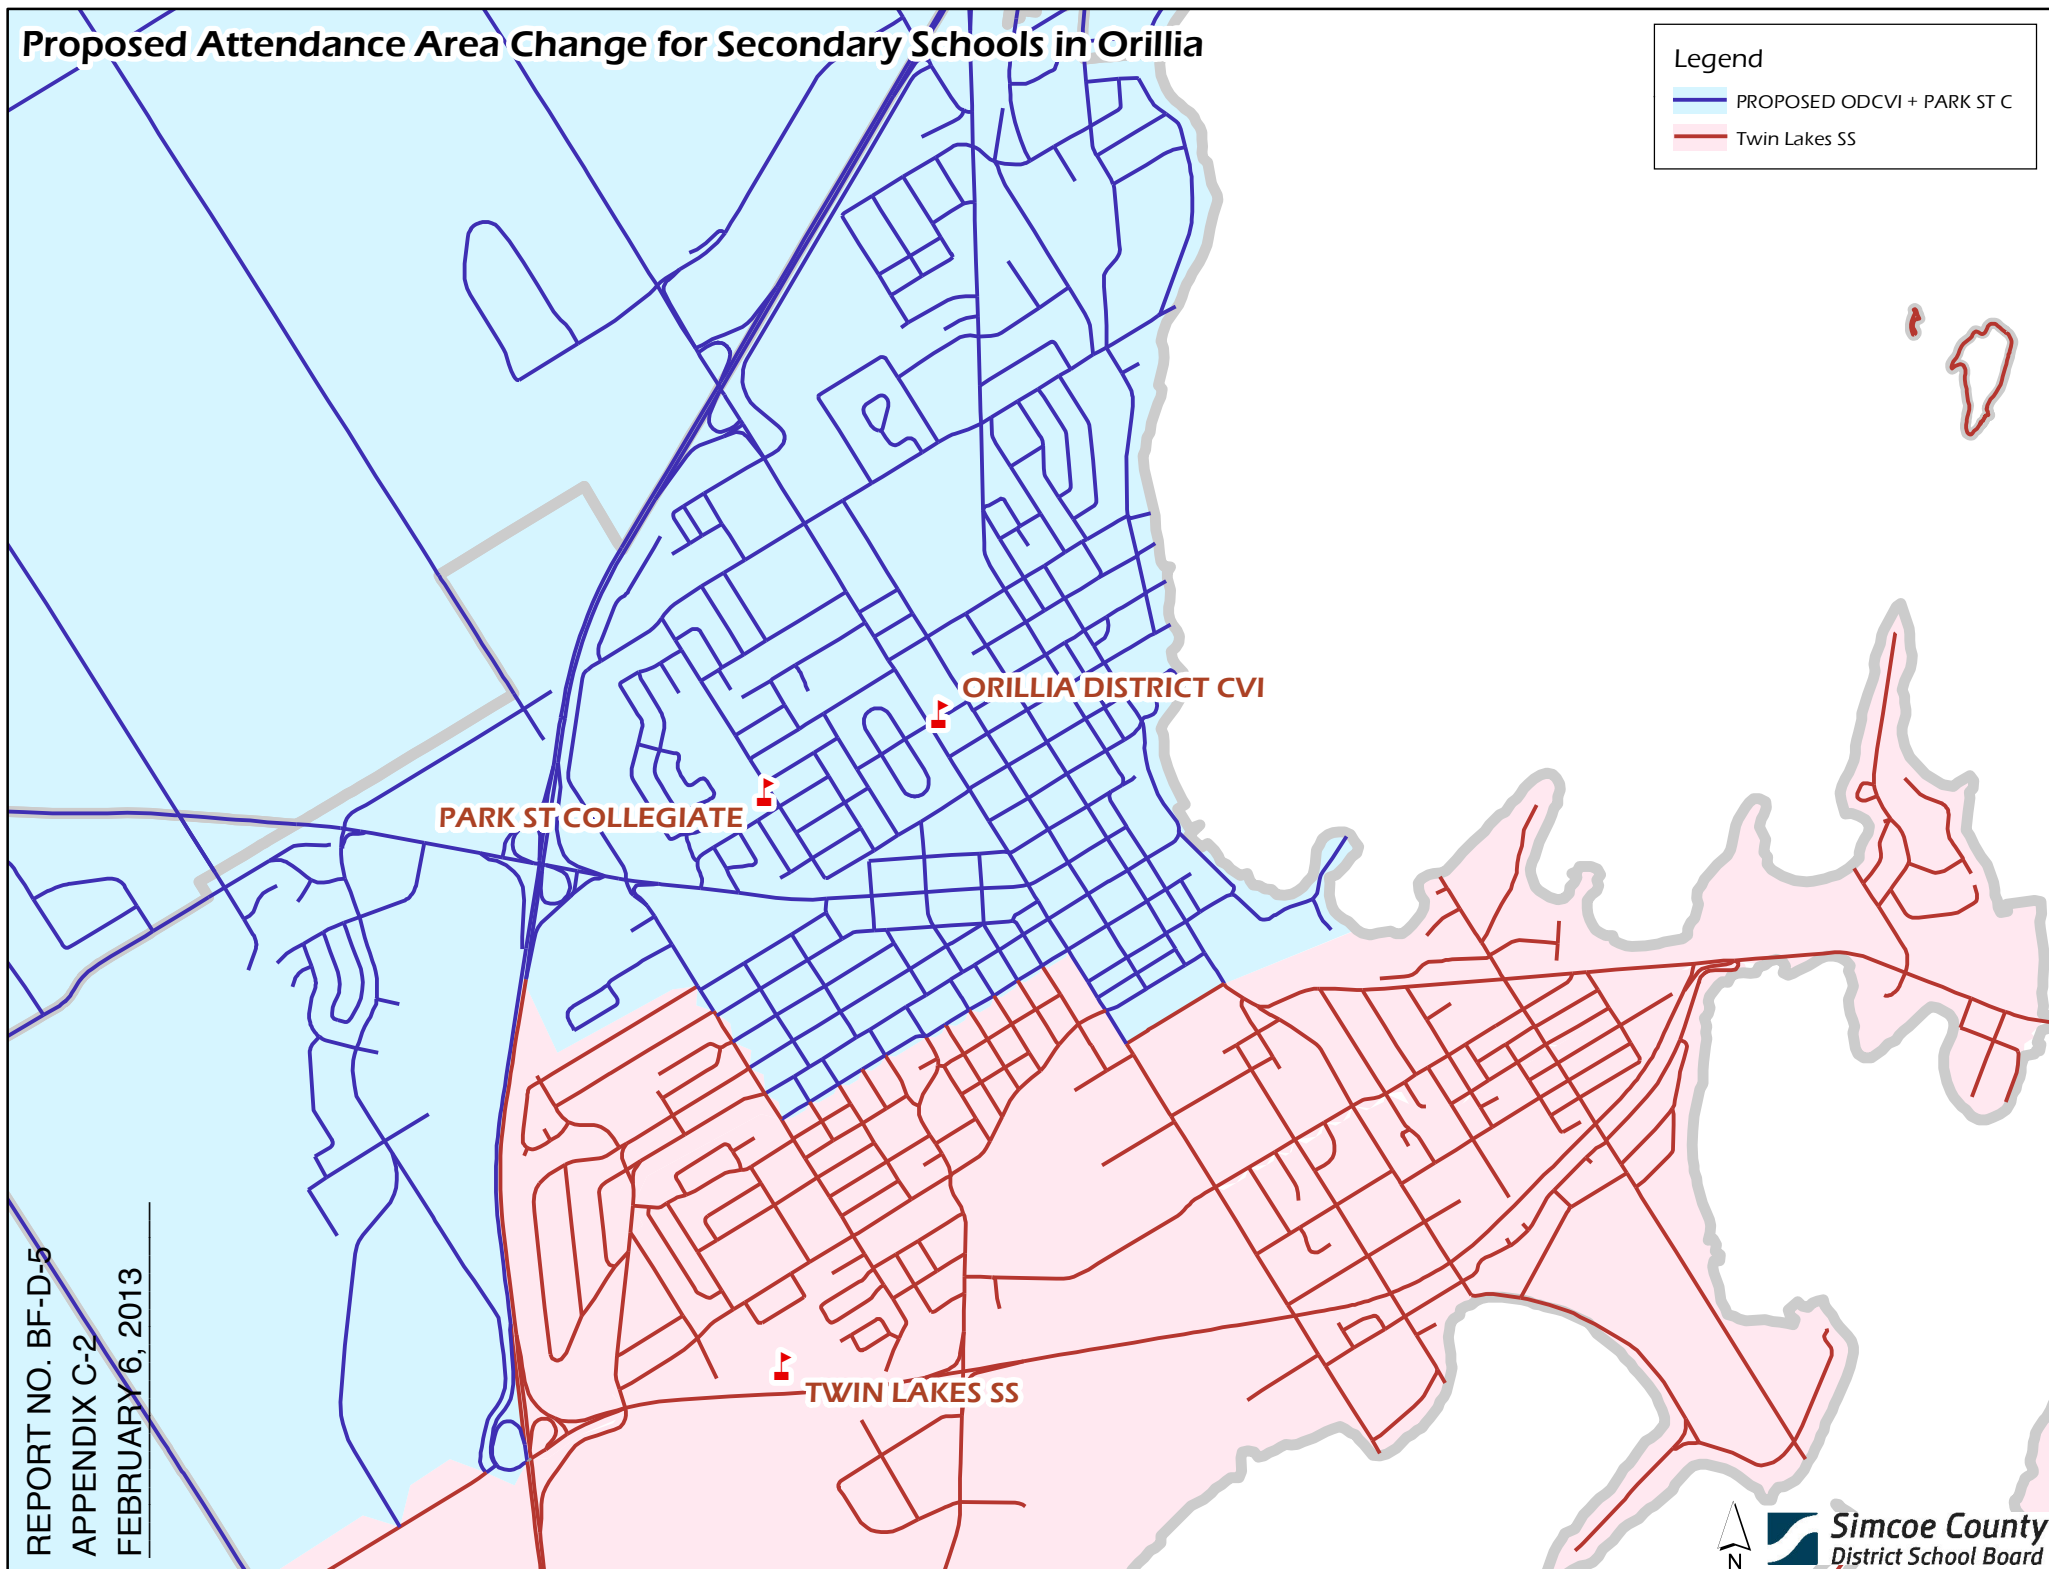 Proposed Attendance Area Change for Secondary Schools in Orillia
Legend
PROPOSED ODCVI + PARK ST C
Twin Lakes SS
ORILLIA DISTRICT CVI
PARK ST COLLEGIATE
TWIN LAKES SS
REPORT NO. BF-D-5
APPENDIX C-2
FEBRUARY 6, 2013
N
Simcoe County
District School Board